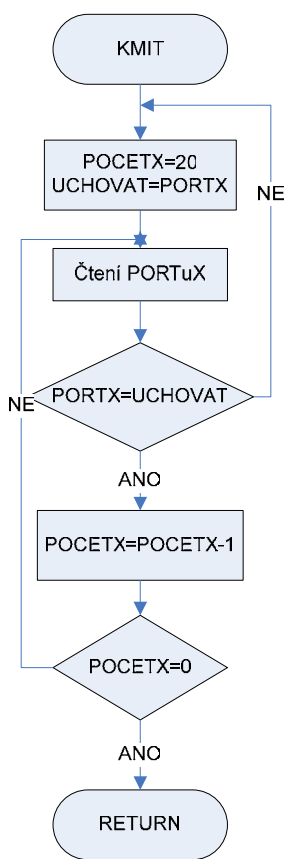 KMIT
POCETX=20
UCHOVAT=PORTX
NE
Čtení PORTuX
PORTX=UCHOVAT
NE
ANO
POCETX=POCETX-1
POCETX=0
ANO
RETURN